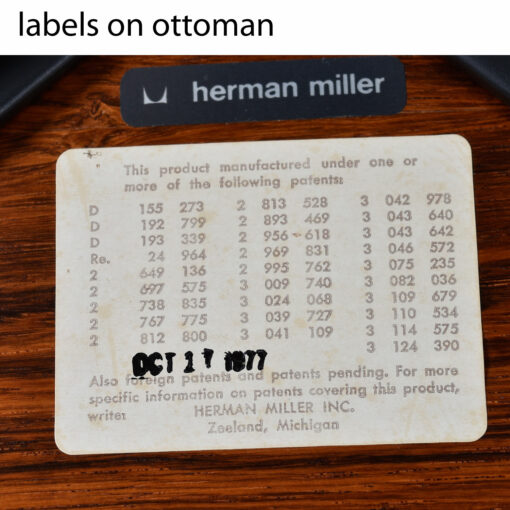 labels on ottoman
herman miller
This product manufactured under one or
more of the following patents:
D 155 273 2 813 528 3 042 978
D 192 799 2 893 469 3 043 640
D 193 339 2 956-618 3 043 642
Re. 24 964 2 969 831 3 046 572
2 649 136 2 995 762 3 075 235
2 697 575 3 009 740 3 082 036
2 738 835 3 024 068 3 109 679
2 767 775 3 039 727 3 110 534
2 812 800 3 041 109 3 114 575
3 124 390
OCT 17 1977
Also foreign patents and patents pending. For more
specific information on patents covering this product,
write: HERMAN MILLER INC.
Zeeland, Michigan